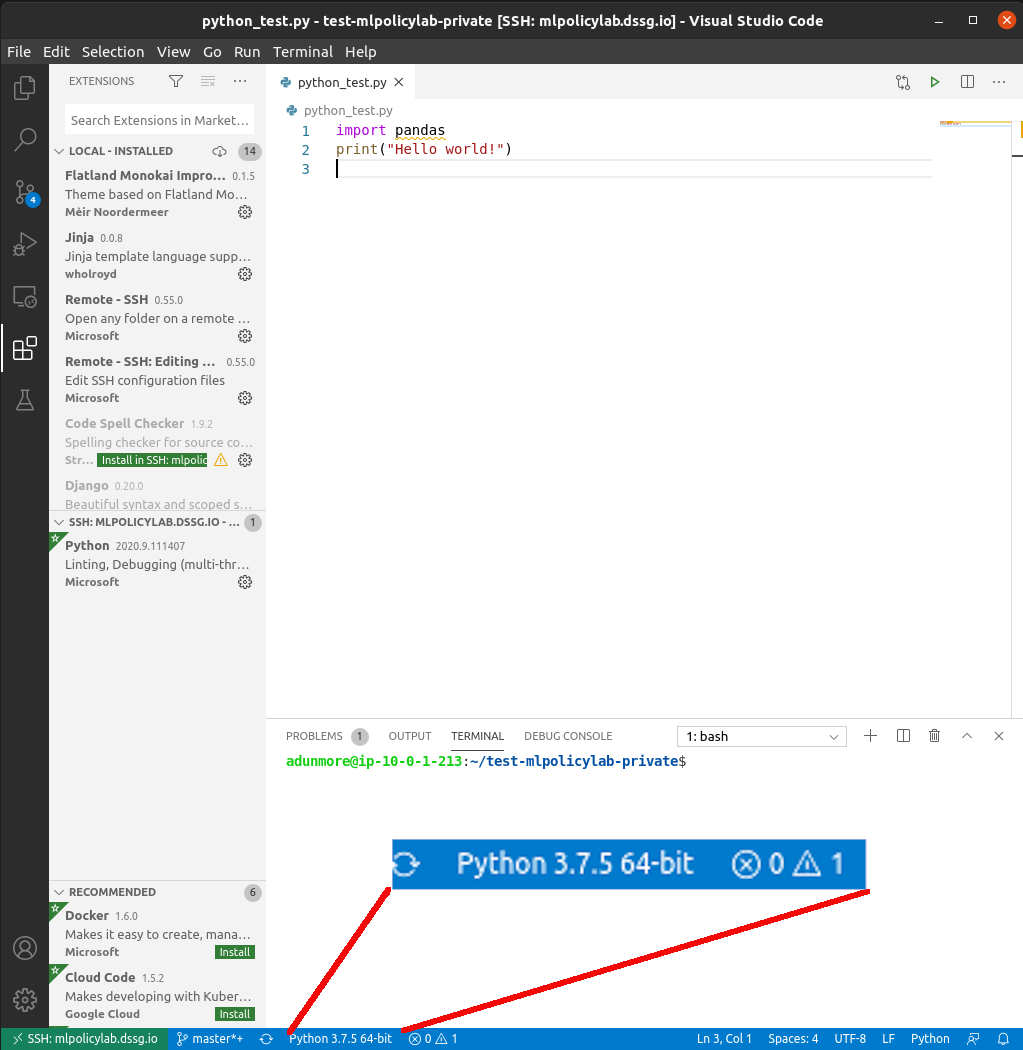 python_test.py - test-mlpolicylab-private [SSH: mlpolicylab.dssg.io] - Visual Studio Code
File Edit Selection View Go Run Terminal Help
EXTENSIONS
Search Extensions in Market...
LOCAL - INSTALLED 14
Flatland Monokai Impro... 0.1.5
Theme based on Flatland Mo...
Mèir Noordermeer
Jinja 0.0.8
Jinja template language supp...
wholroyd
Remote - SSH 0.55.0
Open any folder on a remote ...
Microsoft
Remote - SSH: Editing ... 0.55.0
Edit SSH configuration files
Microsoft
Code Spell Checker 1.9.2
Spelling checker for source co...
Str... Install in SSH: mlpolic
Django 0.20.0
Beautiful syntax and scoped s...
SSH: MLPOLICYLAB.DSSG.IO - ... 1
Python 2020.9.111407
Linting, Debugging (multi-thr...
Microsoft
RECOMMENDED 6
Docker 1.6.0
Makes it easy to create, mana...
Microsoft Install
Cloud Code 1.5.2
Makes developing with Kuber...
Google Cloud Install
4
python_test.py
python_test.py
1 import pandas
2 print("Hello world!")
3
PROBLEMS 1 OUTPUT TERMINAL DEBUG CONSOLE 1: bash
adunmore@ip-10-0-1-213:~/test-mlpolicylab-private$
Python 3.7.5 64-bit 0 1
SSH: mlpolicylab.dssg.io master*+ Python 3.7.5 64-bit 0 1 Ln 3, Col 1 Spaces: 4 UTF-8 LF Python